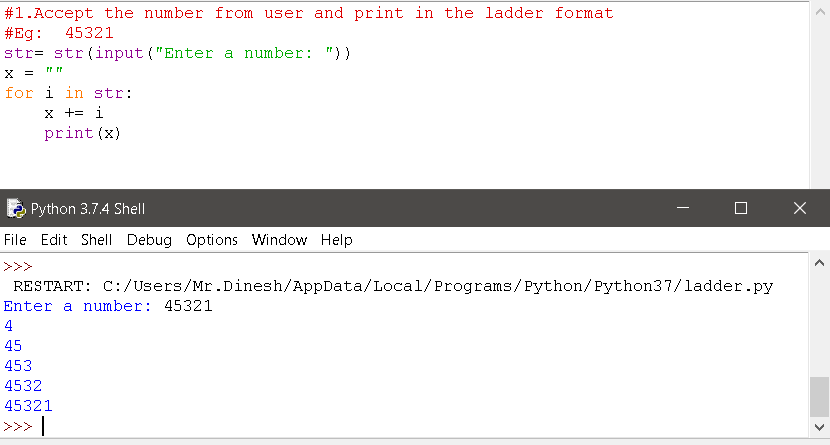 #1.Accept the number from user and print in the ladder format
#Eg:  45321
str= str(input("Enter a number: "))
x = ""
for i in str:
    x += i
    print(x)
Python 3.7.4 Shell
File Edit Shell Debug Options Window Help
>>>
 RESTART: C:/Users/Mr.Dinesh/AppData/Local/Programs/Python/Python37/ladder.py
Enter a number: 45321
4
45
453
4532
45321
>>>